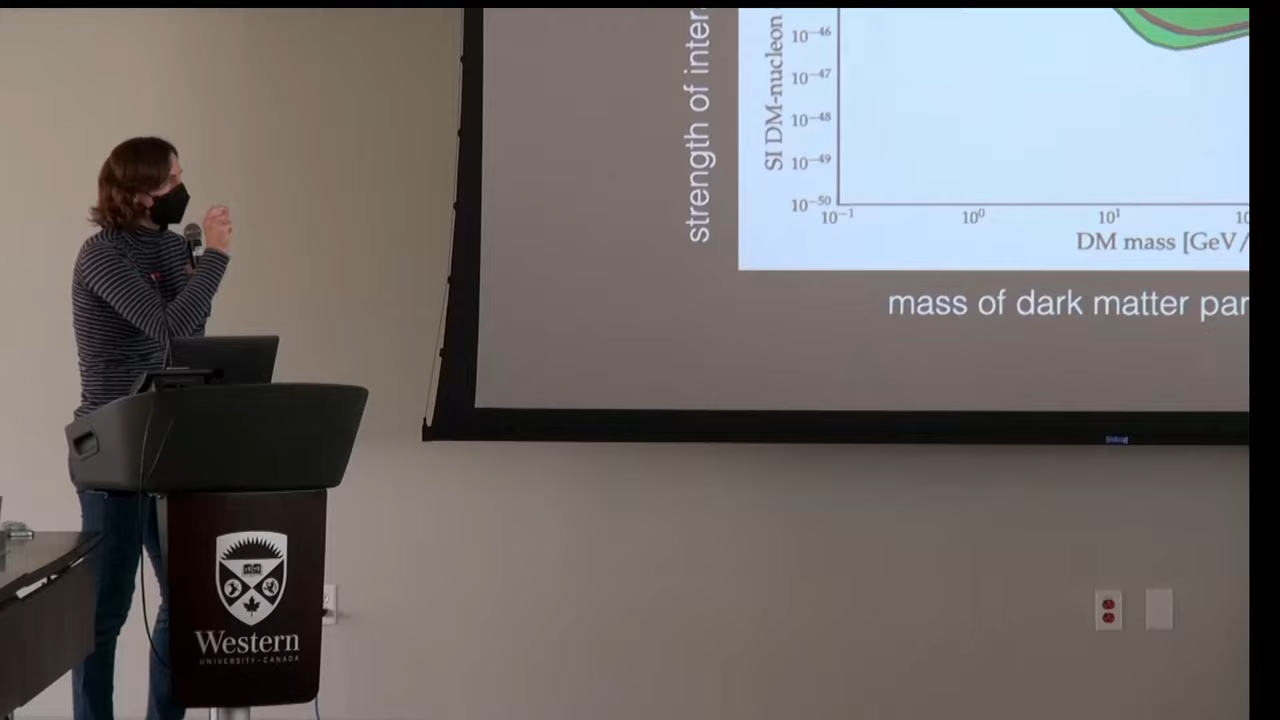 strength of inter
SI DM-nucleon
10⁻⁴⁶
10⁻⁴⁷
10⁻⁴⁸
10⁻⁴⁹
10⁻⁵⁰
10⁻¹
10⁰
10¹
10
DM mass [GeV/
mass of dark matter par
Western
UNIVERSITY · CANADA